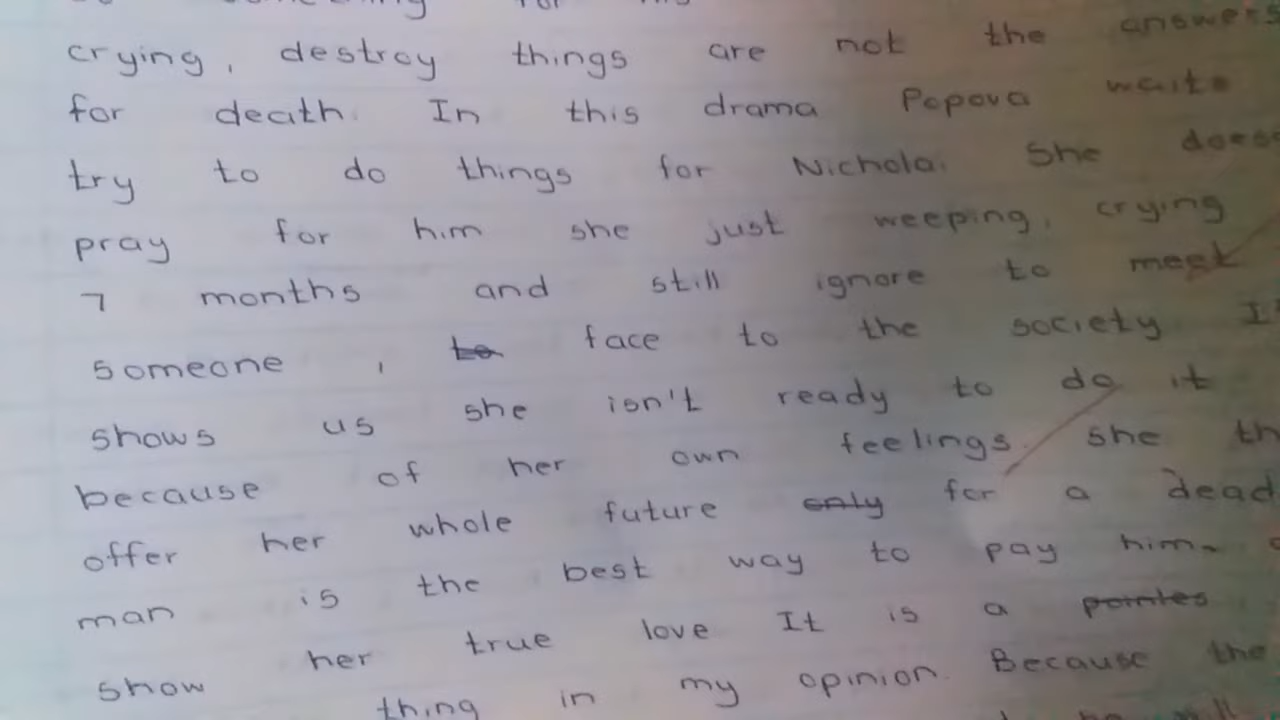 crying, destroy things are not the answers
for death. In this drama Popova waits
try to do things for Nichola. She does
pray for him she just weeping, crying
7 months and still ignore to meet
someone, to face to the society. It
shows us she isn't ready to do it
because of her own feelings. she th
offer her whole future only for a dead
man is the best way to pay him.
show her true love It is a pointles
thing in my opinion. Because the